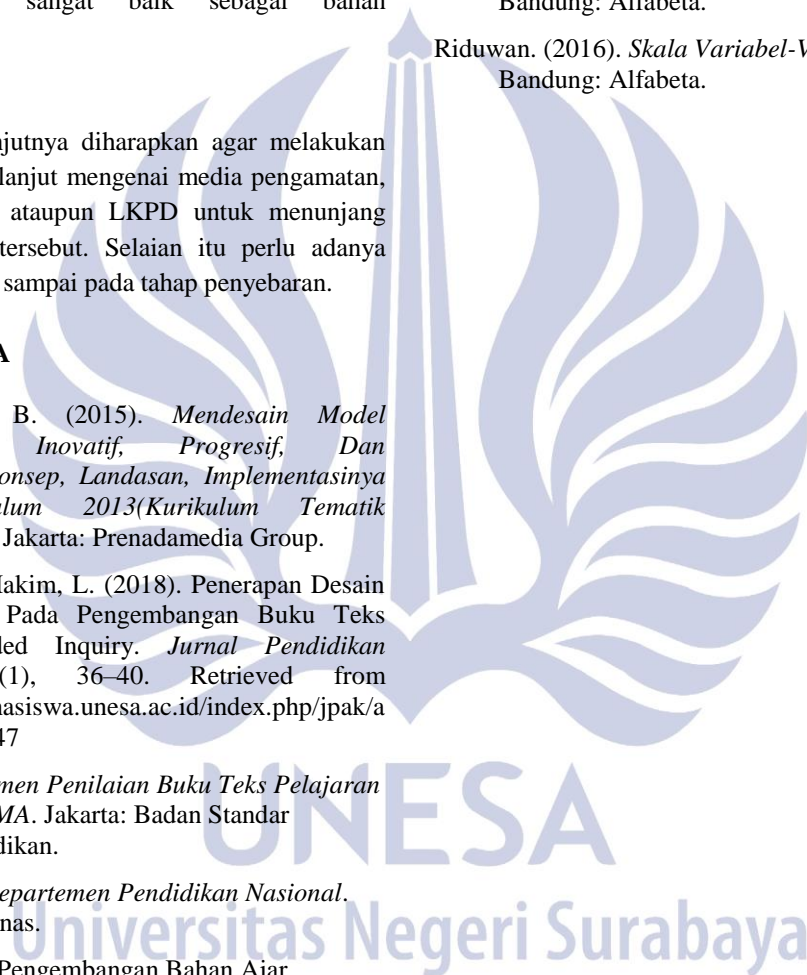 sangat baik sebagai bahan
njutnya diharapkan agar melakukan
lanjut mengenai media pengamatan,
ataupun LKPD untuk menunjang
tersebut. Selaian itu perlu adanya
sampai pada tahap penyebaran.
A
B. (2015). Mendesain Model
Inovatif, Progresif, Dan
onsep, Landasan, Implementasinya
ulum 2013(Kurikulum Tematik
Jakarta: Prenadamedia Group.
Hakim, L. (2018). Penerapan Desain
Pada Pengembangan Buku Teks
ded Inquiry. Jurnal Pendidikan
(1), 36–40. Retrieved from
hasiswa.unesa.ac.id/index.php/jpak/a
47
men Penilaian Buku Teks Pelajaran
MA. Jakarta: Badan Standar
dikan.
epartemen Pendidikan Nasional.
nas.
Pengembangan Bahan Ajar
Bandung: Alfabeta.
Riduwan. (2016). Skala Variabel-V
Bandung: Alfabeta.
UNESA
Universitas Negeri Surabaya